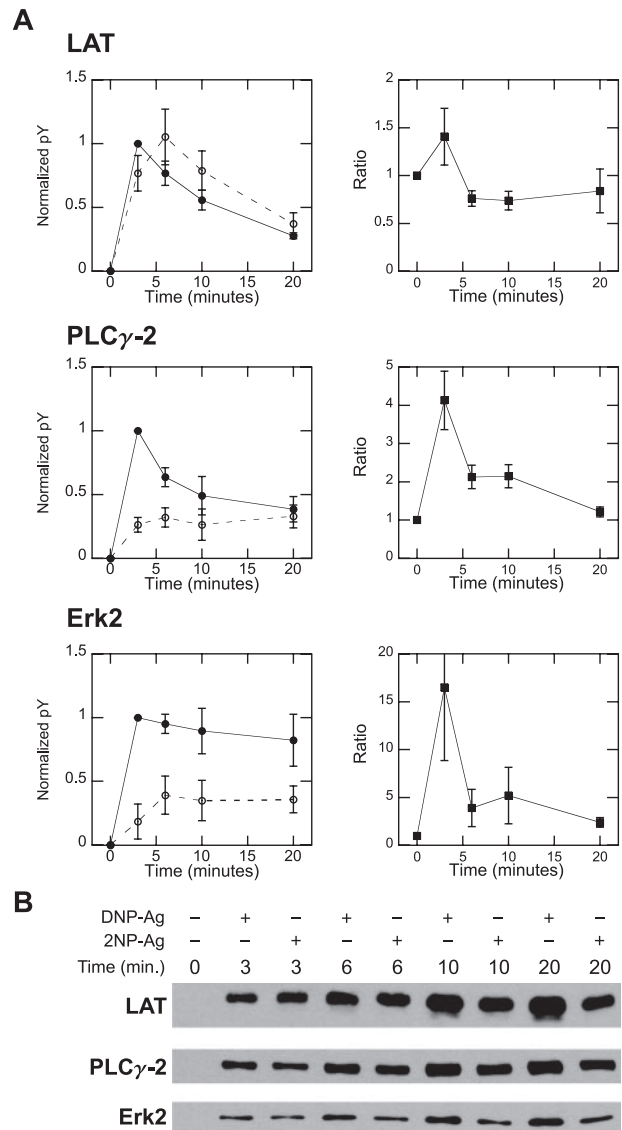 A
LAT
Normalized pY
1.5
1
0.5
0
0 5 10 15 20
Time (minutes)
Ratio
2
1.5
1
0.5
0
0 5 10 15 20
Time (minutes)
PLCγ-2
Normalized pY
1.5
1
0.5
0
0 5 10 15 20
Time (minutes)
Ratio
5
4
3
2
1
0
0 5 10 15 20
Time (minutes)
Erk2
Normalized pY
1.5
1
0.5
0
0 5 10 15 20
Time (minutes)
Ratio
20
15
10
5
0
0 5 10 15 20
Time (minutes)
B
DNP-Ag – + – + – + – + –
2NP-Ag – – + – + – + – +
Time (min.) 0 3 3 6 6 10 10 20 20
LAT
PLCγ-2
Erk2